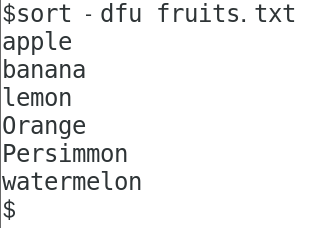 $sort -dfu fruits.txt
apple
banana
lemon
Orange
Persimmon
watermelon
$